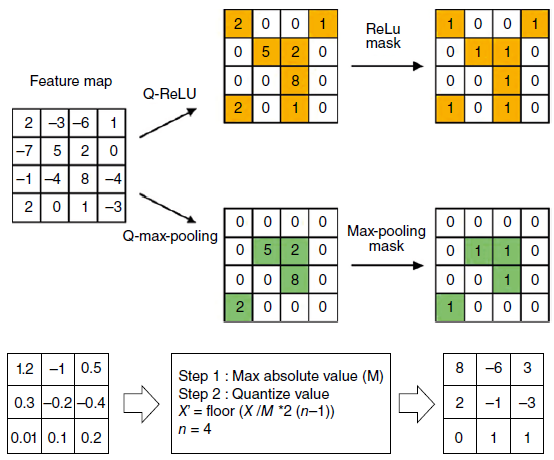 Feature map
2 –3 –6 1
–7 5 2 0
–1 –4 8 –4
2 0 1 –3
Q-ReLU
2 0 0 1
0 5 2 0
0 0 8 0
2 0 1 0
ReLu
mask
1 0 0 1
0 1 1 0
0 0 1 0
1 0 1 0
Q-max-pooling
0 0 0 0
0 5 2 0
0 0 8 0
2 0 0 0
Max-pooling
mask
0 0 0 0
0 1 1 0
0 0 1 0
1 0 0 0
1.2 –1 0.5
0.3 –0.2 –0.4
0.01 0.1 0.2
Step 1 : Max absolute value (M)
Step 2 : Quantize value
X' = floor (X /M *2 (n–1))
n = 4
8 –6 3
2 –1 –3
0 1 1